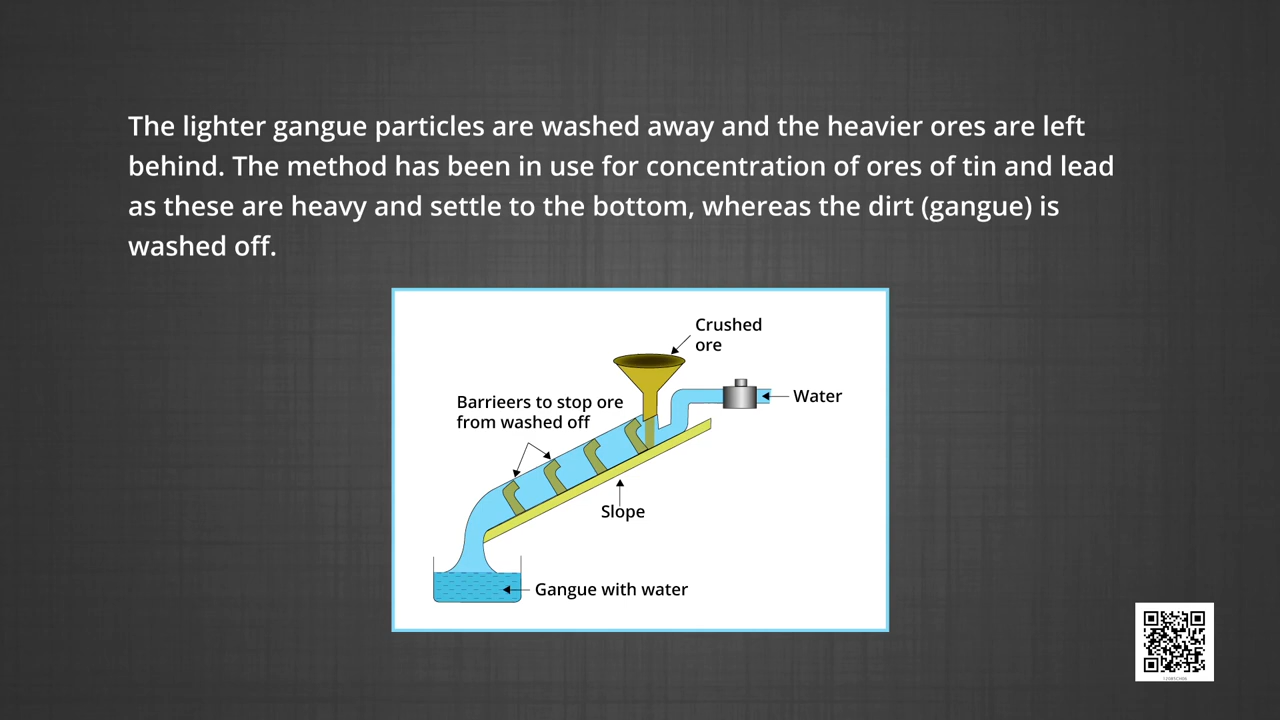 The lighter gangue particles are washed away and the heavier ores are left
behind. The method has been in use for concentration of ores of tin and lead
as these are heavy and settle to the bottom, whereas the dirt (gangue) is
washed off.
Crushed
ore
Water
Barrieers to stop ore
from washed off
Slope
Gangue with water